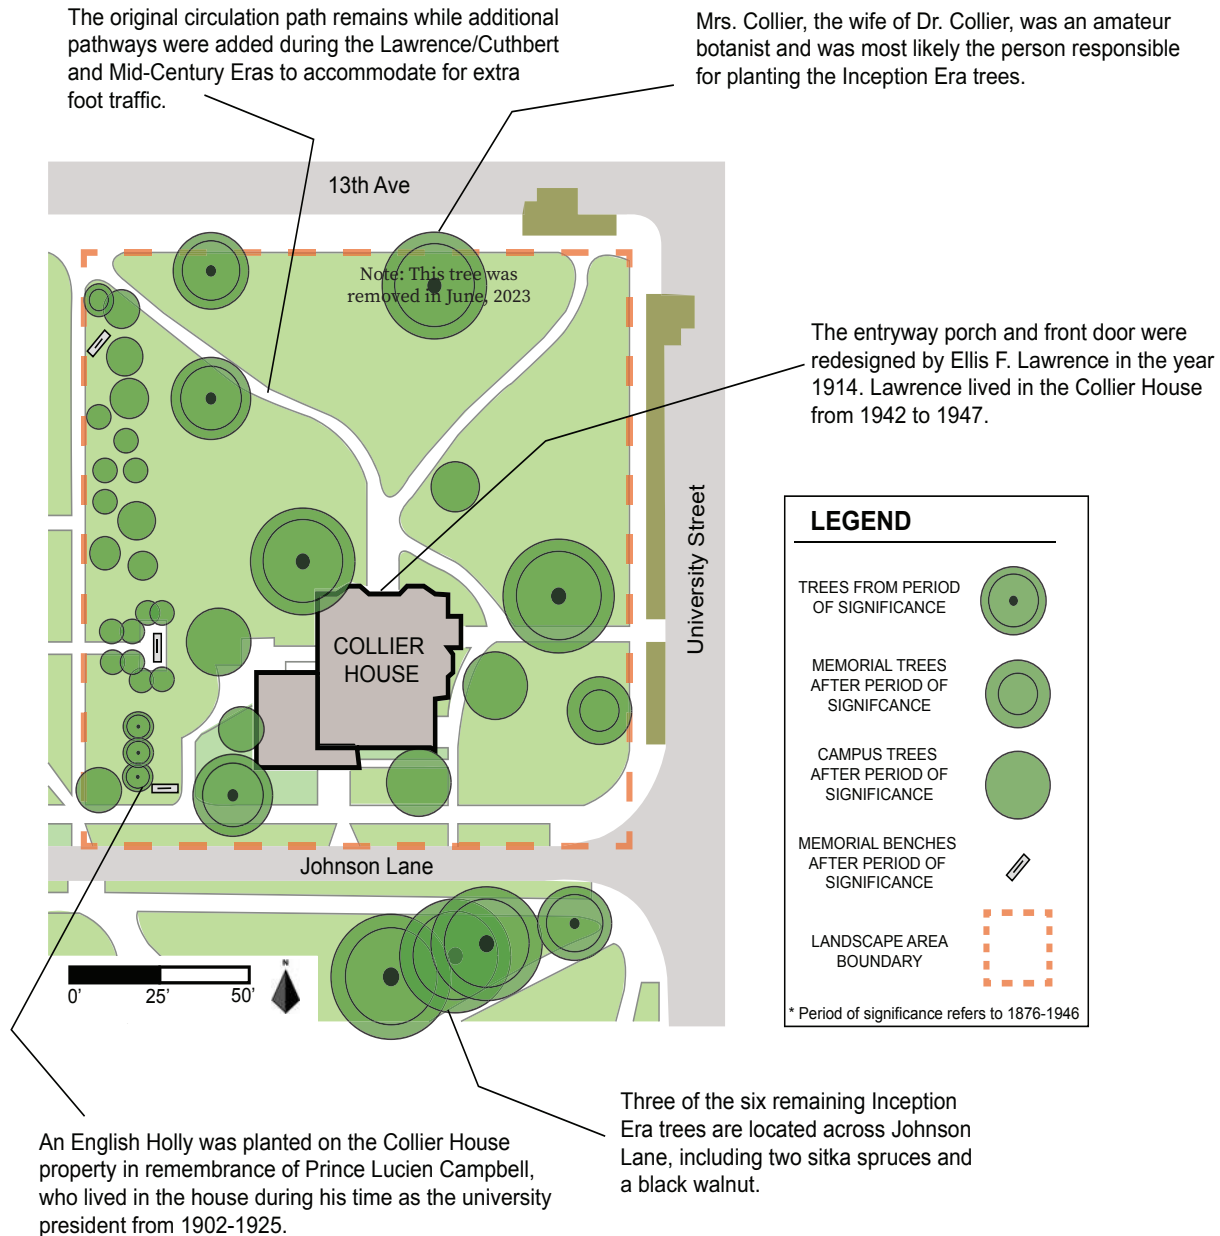 The original circulation path remains while additional
pathways were added during the Lawrence/Cuthbert
and Mid-Century Eras to accommodate for extra
foot traffic.
Mrs. Collier, the wife of Dr. Collier, was an amateur
botanist and was most likely the person responsible
for planting the Inception Era trees.
13th Ave
Note: This tree was
removed in June, 2023
The entryway porch and front door were
redesigned by Ellis F. Lawrence in the year
1914. Lawrence lived in the Collier House
from 1942 to 1947.
University Street
COLLIER
HOUSE
Johnson Lane
LEGEND
TREES FROM PERIOD
OF SIGNIFICANCE
MEMORIAL TREES
AFTER PERIOD OF
SIGNIFCANCE
CAMPUS TREES
AFTER PERIOD OF
SIGNIFICANCE
MEMORIAL BENCHES
AFTER PERIOD OF
SIGNIFICANCE
LANDSCAPE AREA
BOUNDARY
* Period of significance refers to 1876-1946
0' 25' 50'
N
Three of the six remaining Inception
Era trees are located across Johnson
Lane, including two sitka spruces and
a black walnut.
An English Holly was planted on the Collier House
property in remembrance of Prince Lucien Campbell,
who lived in the house during his time as the university
president from 1902-1925.